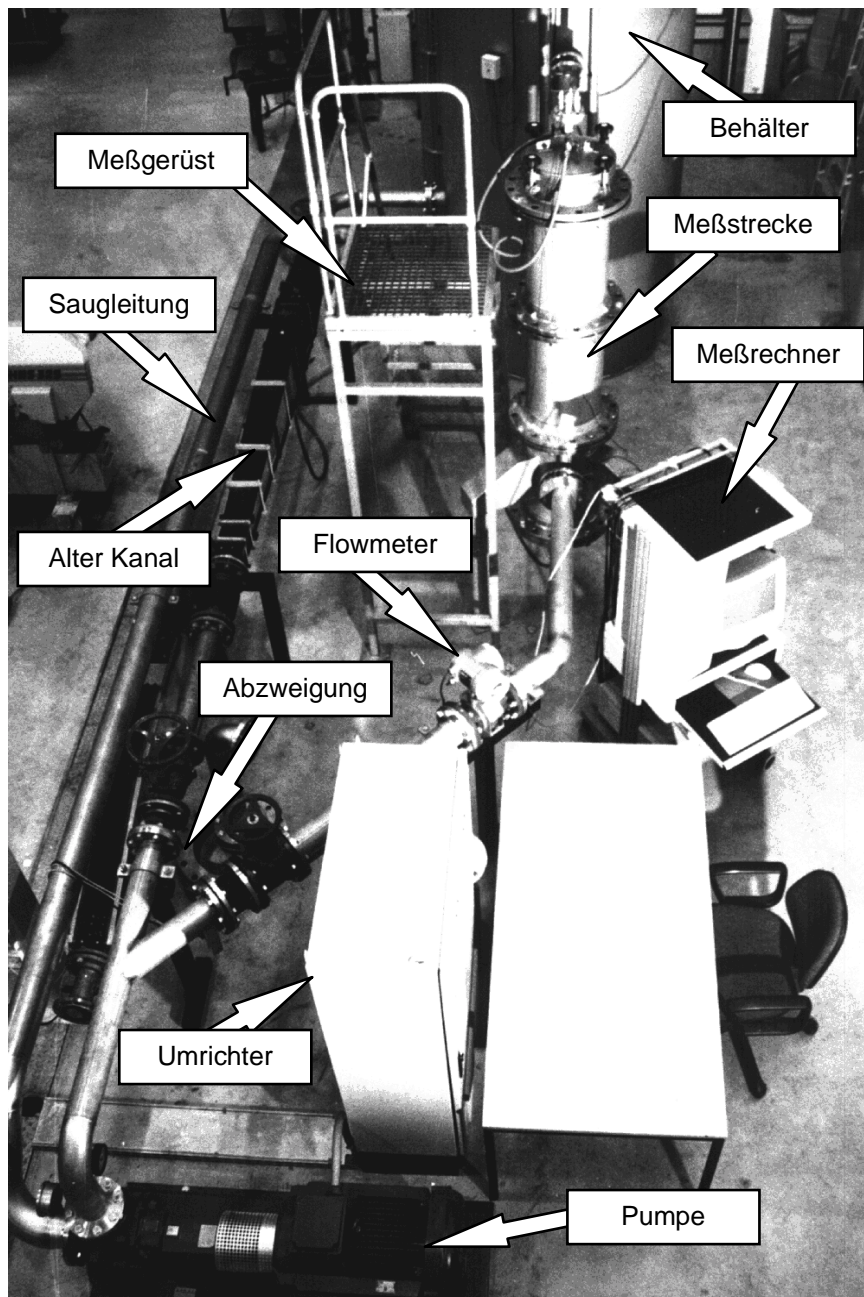 Behälter
Meßgerüst
Meßstrecke
Saugleitung
Meßrechner
Alter Kanal
Flowmeter
Abzweigung
Umrichter
Pumpe